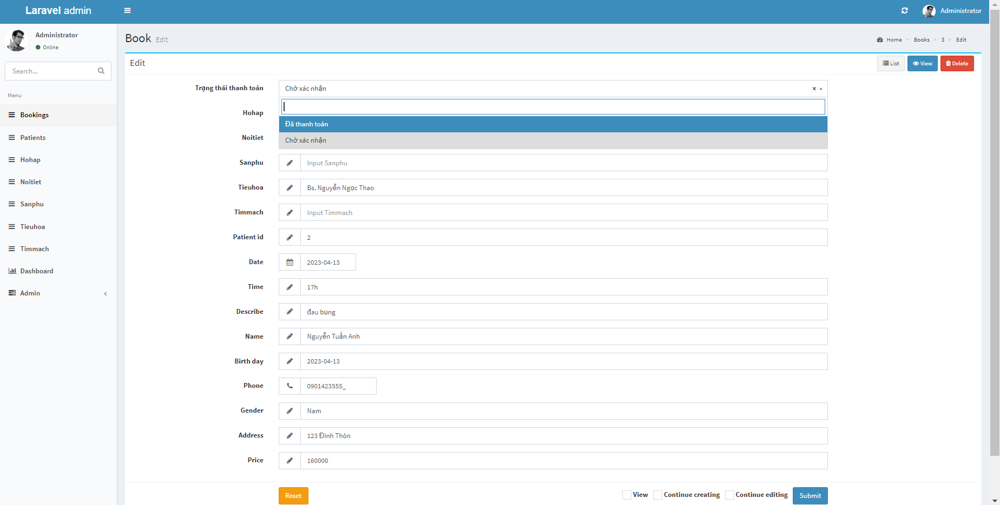 Laravel admin
Administrator
Administrator
Online
Search...
Menu
Bookings
Patients
Hohap
Noitiet
Sanphu
Tieuhoa
Timmach
Dashboard
Admin
Book Edit
Home > Books > 3 > Edit
Edit
List
View
Delete
Trạng thái thanh toán
Chờ xác nhận
× 
Hohap
Đã thanh toán
Noitiet
Chờ xác nhận
Sanphu
Input Sanphu
Tieuhoa
Bs. Nguyễn Ngọc Thao
Timmach
Input Timmach
Patient id
2
Date
2023-04-13
Time
17h
Describe
đau bụng
Name
Nguyễn Tuấn Anh
Birth day
2023-04-13
Phone
0901423555_
Gender
Nam
Address
123 Đình Thôn
Price
160000
Reset
View
Continue creating
Continue editing
Submit